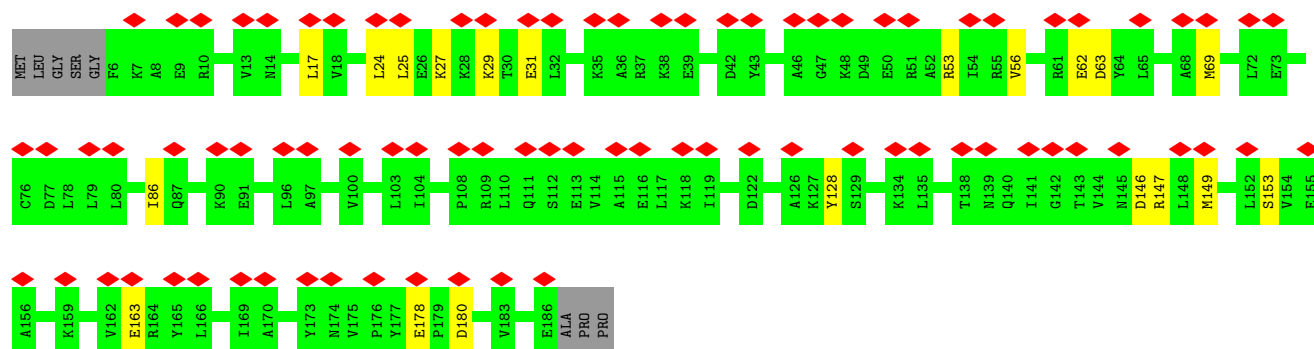 MET LEU GLY SER GLY F6 K7 A8 E9 R10 V13 N14 L17 V18 L24 L25 E26 K27 K28 K29 T30 E31 L32 K35 A36 R37 K38 E39 D42 Y43 A46 G47 K48 D49 E50 R51 A52 R53 I54 R55 V56 R61 E62 D63 Y64 L65 A68 M69 L72 E73
C76 D77 L78 L79 L80 I86 Q87 K90 E91 L96 A97 V100 L103 I104 P108 R109 L110 Q111 S112 E113 V114 A115 E116 L117 K118 I119 D122 A126 K127 Y128 S129 K134 L135 T138 N139 Q140 I141 G142 T143 V144 N145 D146 R147 L148 M149 L152 S153 V154 E155
A156 K159 V162 E163 R164 Y165 L166 I169 A170 Y173 N174 V175 P176 Y177 E178 P179 D180 V183 E186 ALA PRO PRO